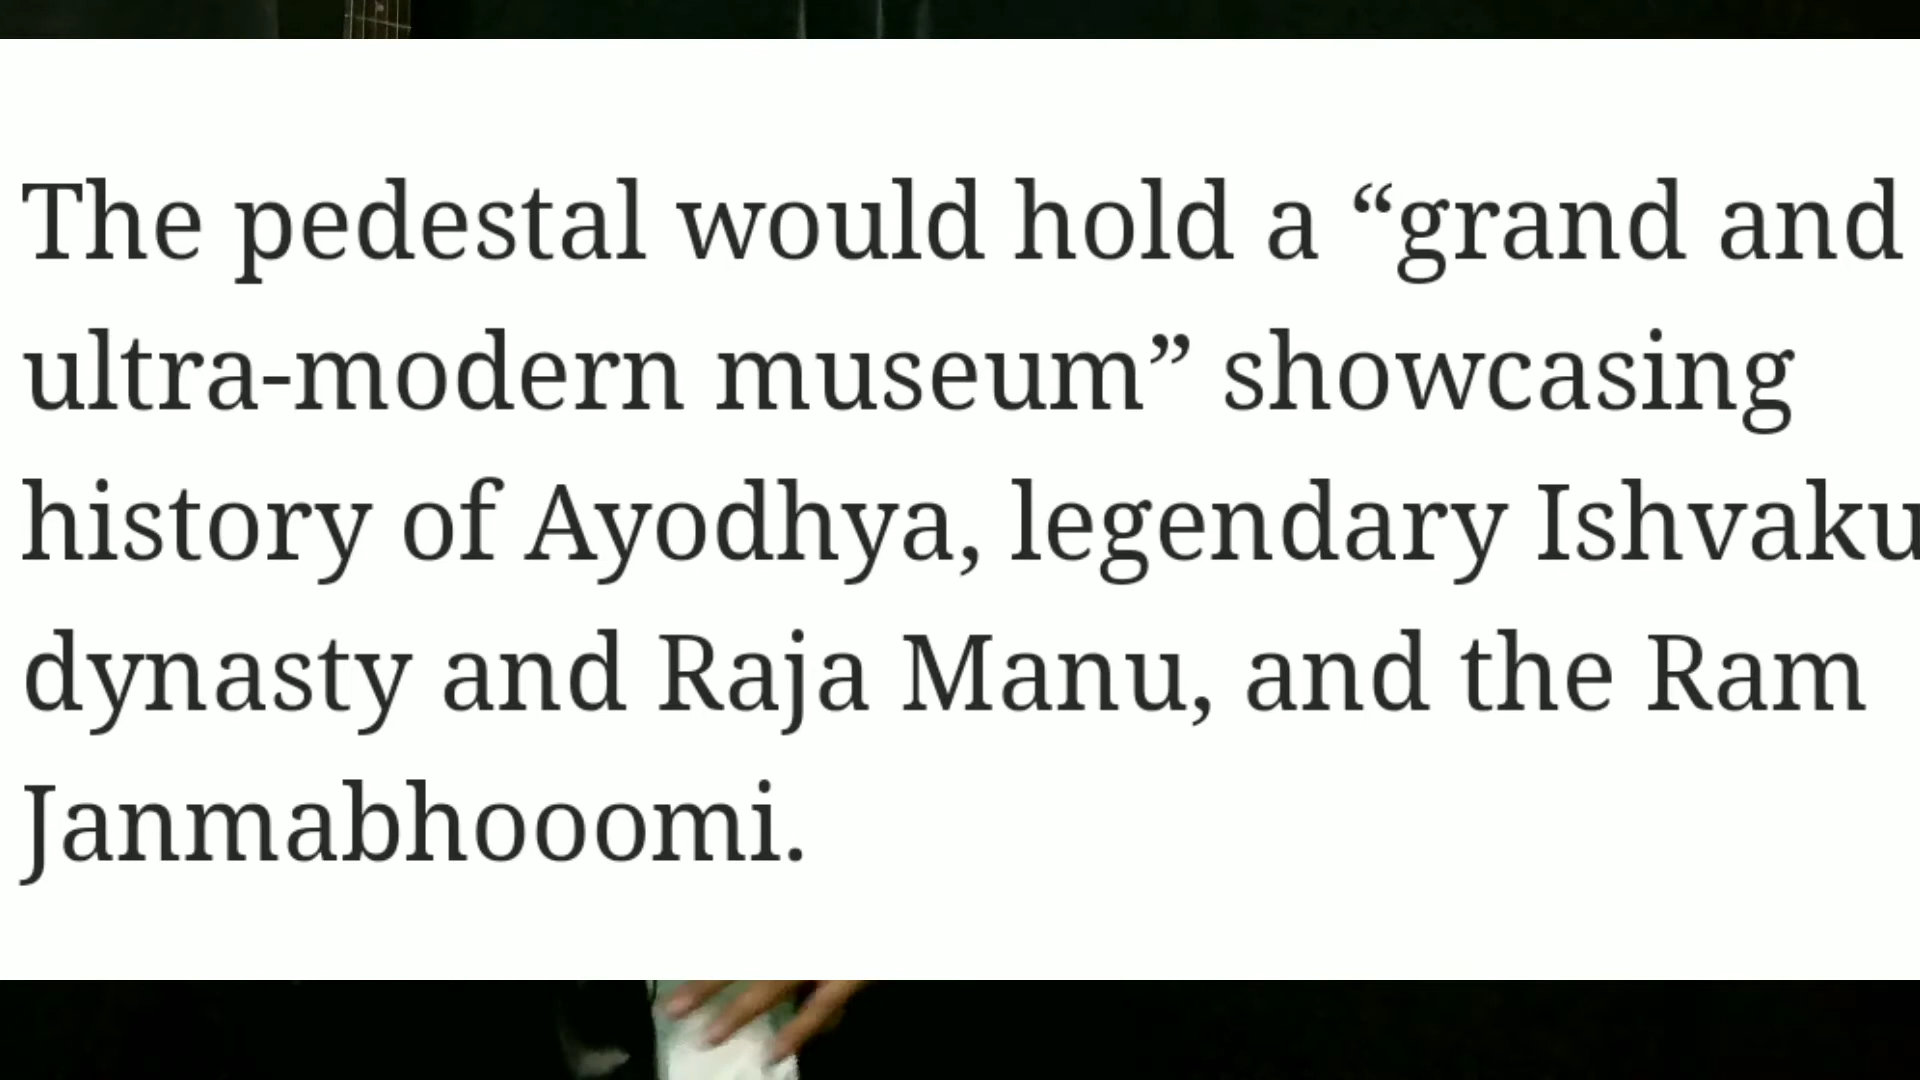 The pedestal would hold a “grand and
ultra-modern museum” showcasing
history of Ayodhya, legendary Ishvaku
dynasty and Raja Manu, and the Ram
Janmabhooomi.